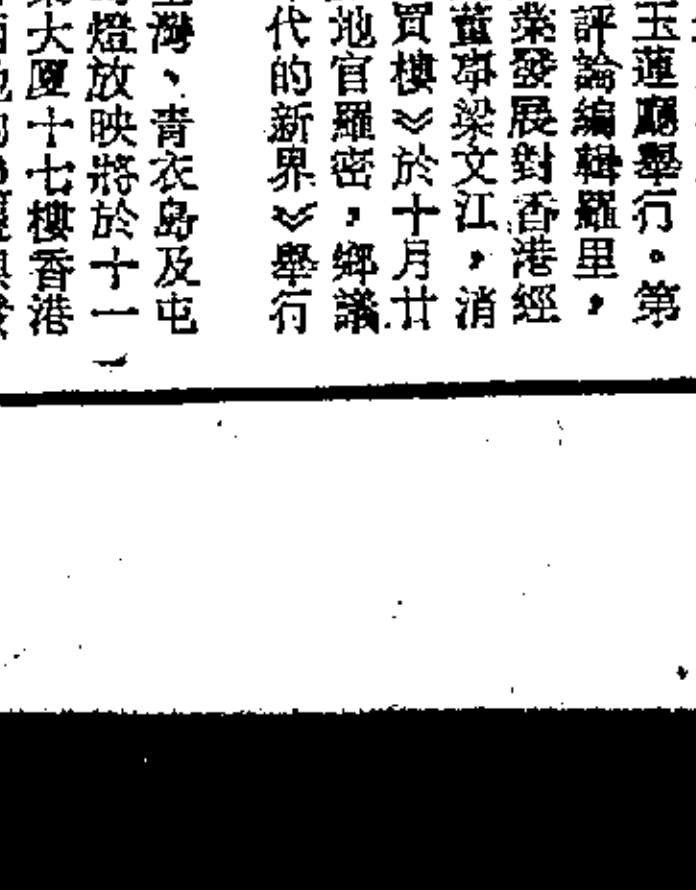 玉蓮廳舉行。第
評論編輯羅里，
業發展對香港經
董事梁文江，消
買樓》於十月廿
地官羅密，鄉議
代的新界》舉行
灣、青衣島及屯
燈放映將於十一
大廈十七樓香港